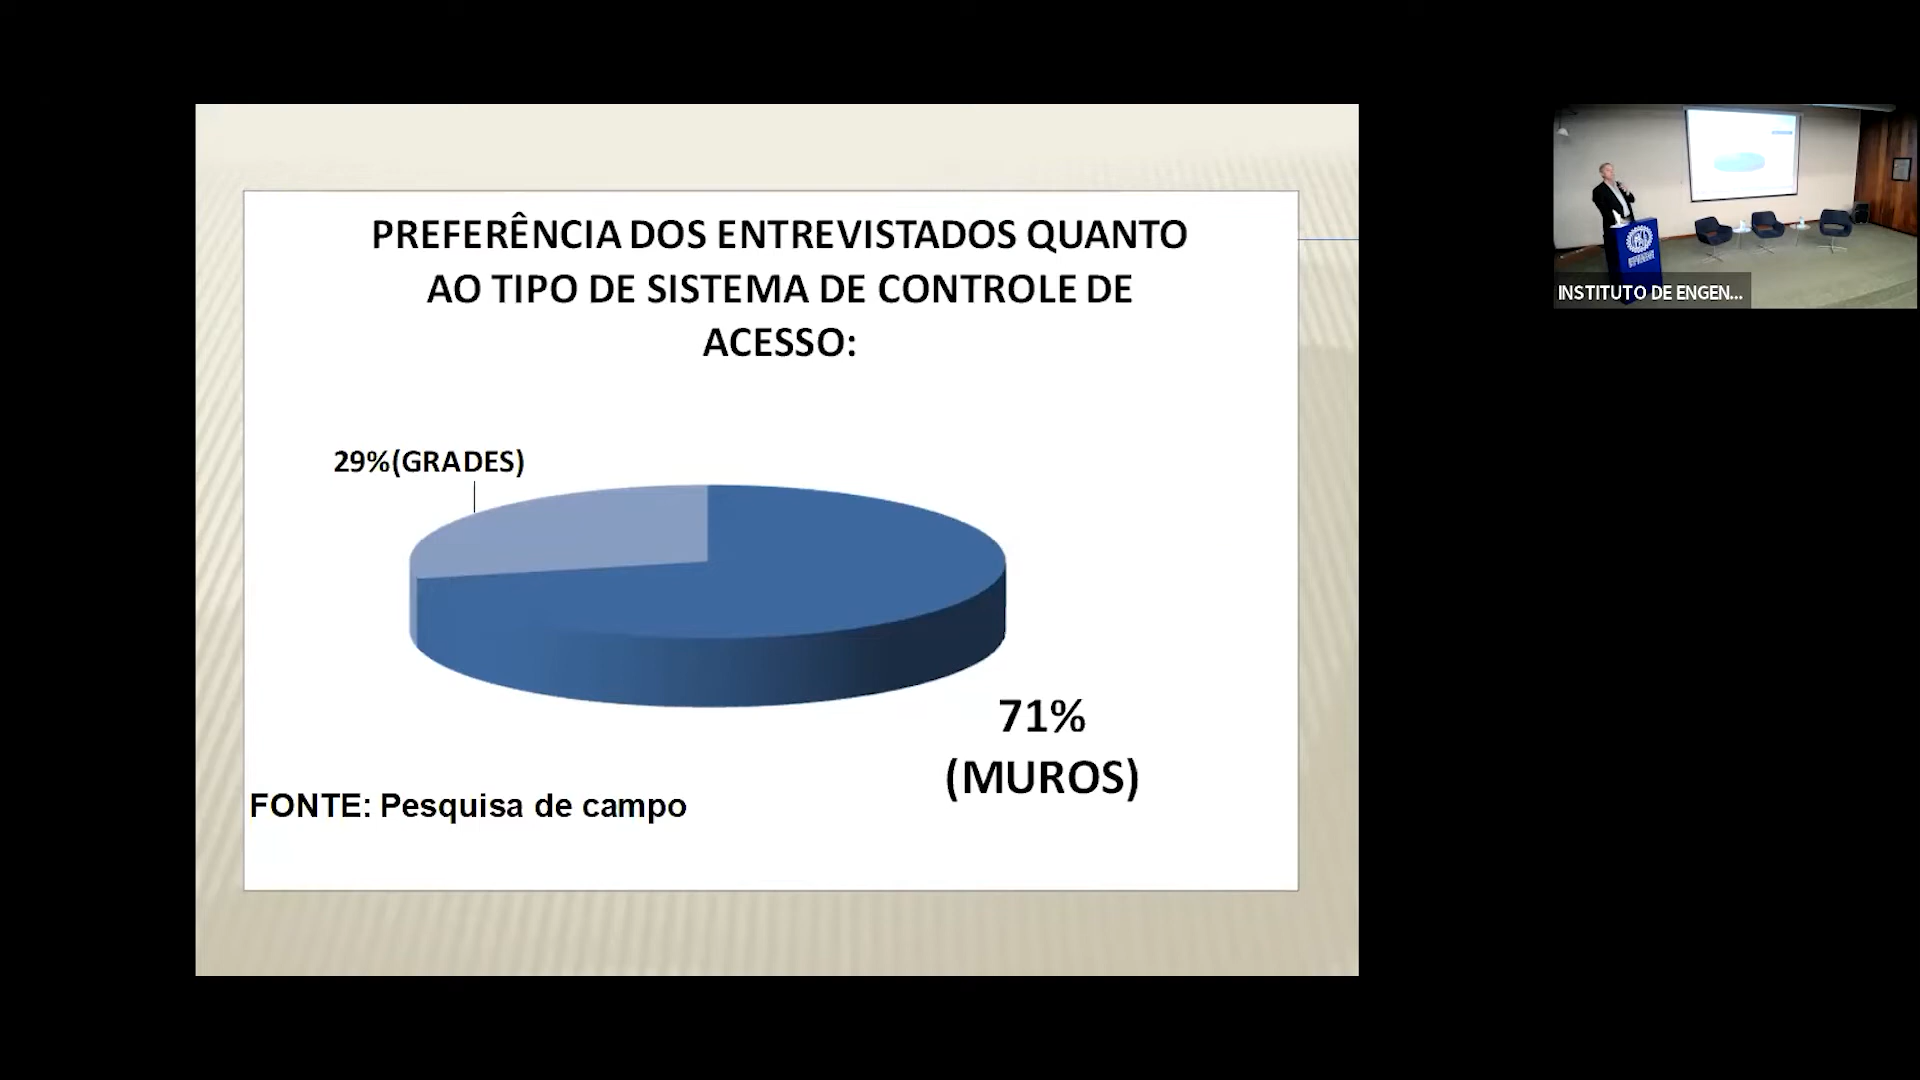 PREFERÊNCIA DOS ENTREVISTADOS QUANTO
AO TIPO DE SISTEMA DE CONTROLE DE
ACESSO:
29%(GRADES)
71%
(MUROS)
FONTE: Pesquisa de campo
INSTITUTO DE ENGEN...